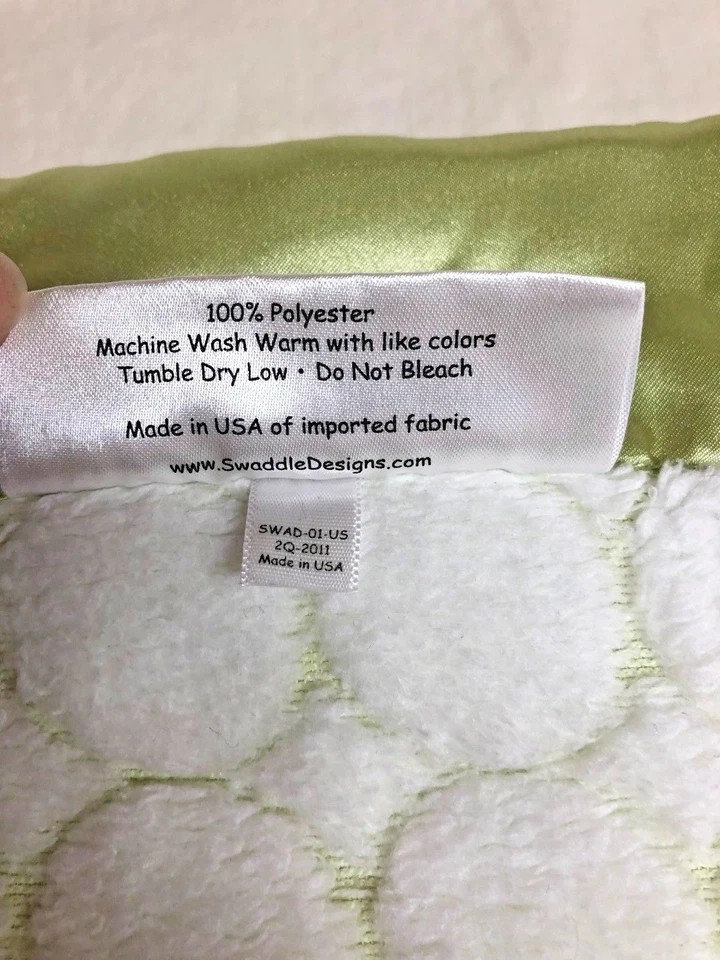 100% Polyester
Machine Wash Warm with like colors
Tumble Dry Low • Do Not Bleach
Made in USA of imported fabric
www.SwaddleDesigns.com
SWAD-01-US
2Q-2011
Made in USA